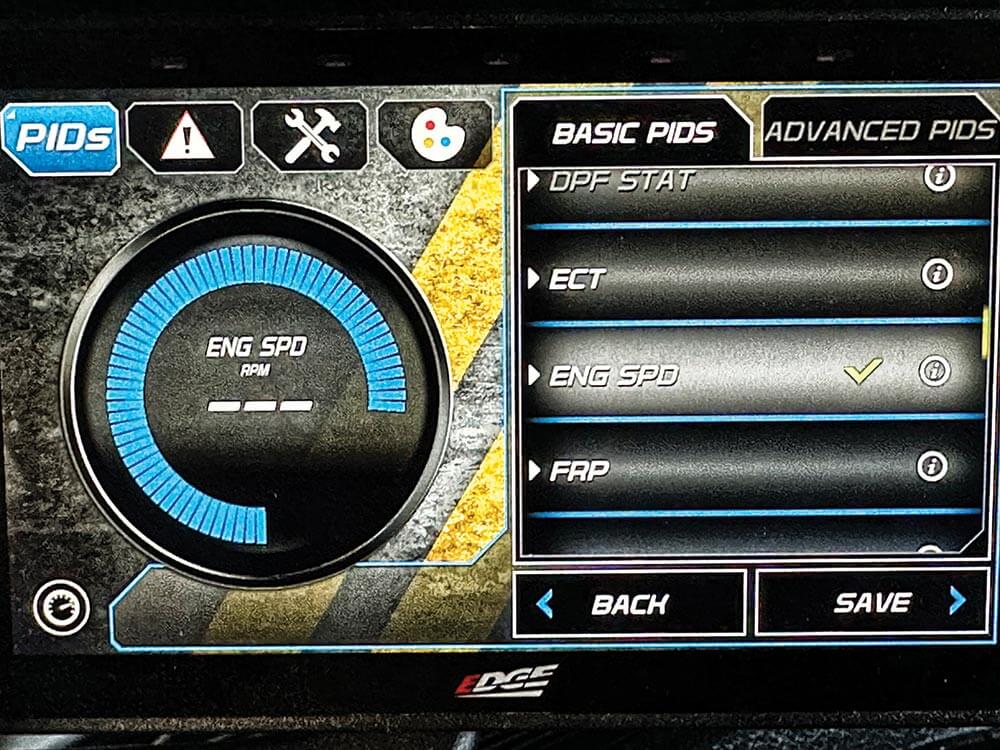 PIDs
BASIC PIDS
ADVANCED PIDS
DPF STAT
ECT
ENG SPD
FRP
ENG SPD
RPM
---
BACK
SAVE
EDGE